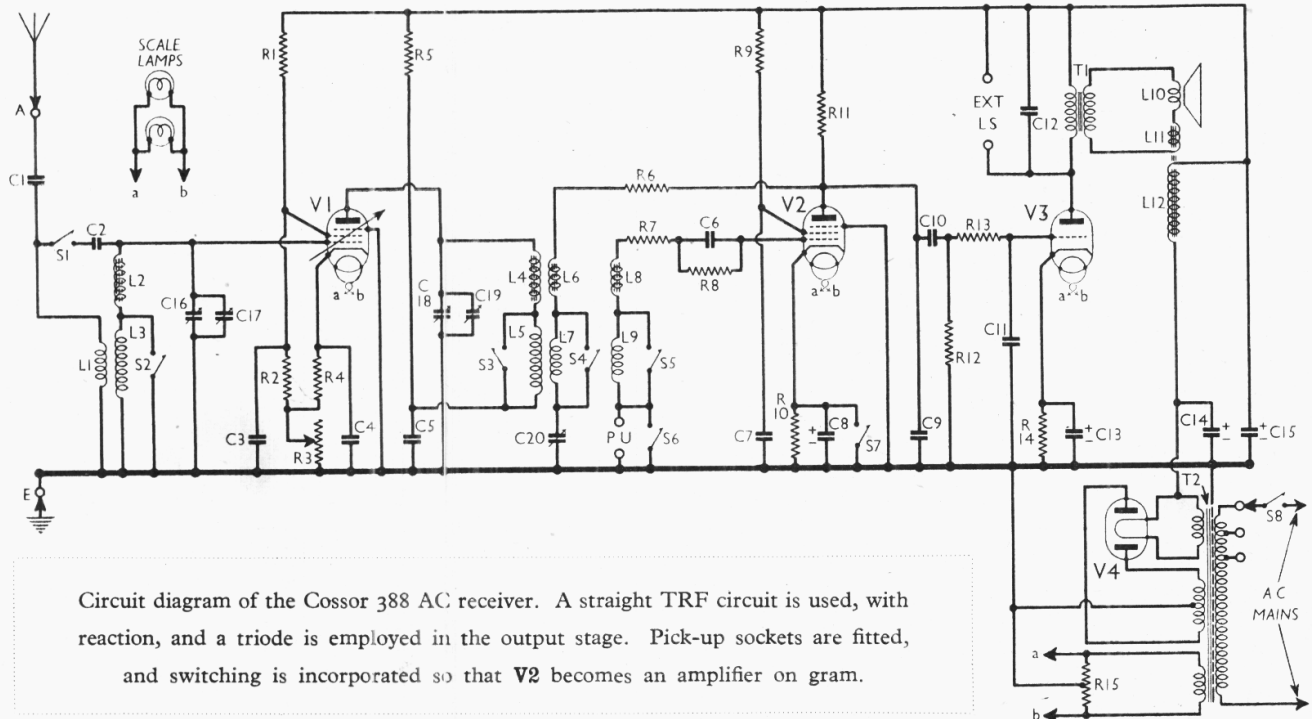 SCALE
LAMPS
A
a
b
C1
S1
C2
L1
L2
L3
S2
C16
C17
R1
V1
a
b
R2
R4
R3
C3
C4
R5
C5
C
18
C19
L4
L5
S3
L6
L7
S4
C20
R6
R7
C6
R8
L8
L9
S5
PU
S6
R9
R11
V2
a
b
C7
R
10
C8
+
-
S7
C9
C10
R13
R12
C11
EXT
LS
C12
T1
V3
a
b
R
14
+
-
C13
L10
L11
L12
C14
+
-
C15
+
-
E
T2
V4
S8
AC
MAINS
a
R15
b
Circuit diagram of the Cossor 388 AC receiver. A straight TRF circuit is used, with
reaction, and a triode is employed in the output stage. Pick-up sockets are fitted,
and switching is incorporated so that V2 becomes an amplifier on gram.